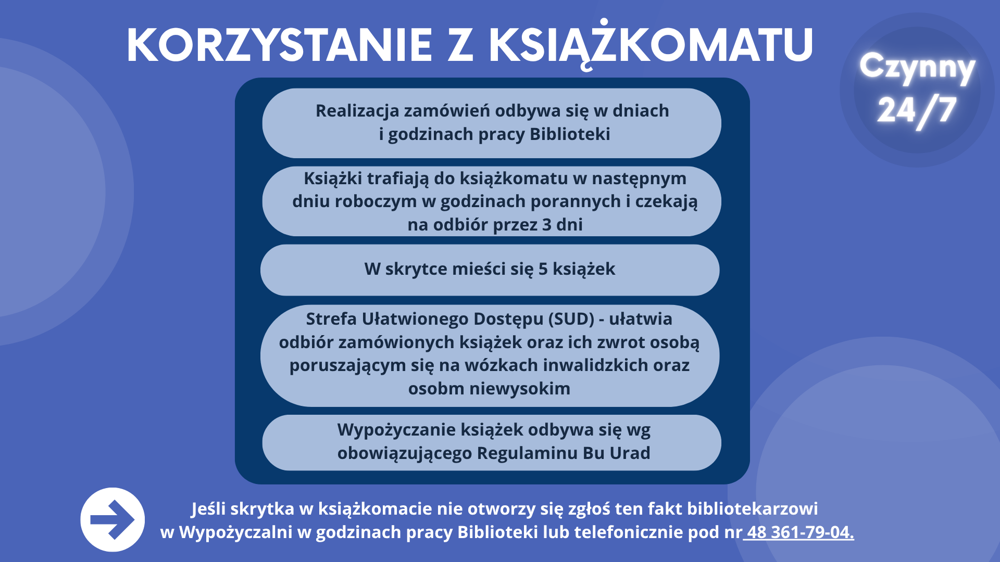 KORZYSTANIE Z KSIĄŻKOMATU
Czynny
24/7
Realizacja zamówień odbywa się w dniach
i godzinach pracy Biblioteki
Książki trafiają do książkomatu w następnym
dniu roboczym w godzinach porannych i czekają
na odbiór przez 3 dni
W skrytce mieści się 5 książek
Strefa Ułatwionego Dostępu (SUD) - ułatwia
odbiór zamówionych książek oraz ich zwrot osobą
poruszającym się na wózkach inwalidzkich oraz
osobm niewysokim
Wypożyczanie książek odbywa się wg
obowiązującego Regulaminu Bu Urad
Jeśli skrytka w książkomacie nie otworzy się zgłoś ten fakt bibliotekarzowi
w Wypożyczalni w godzinach pracy Biblioteki lub telefonicznie pod nr 48 361-79-04.